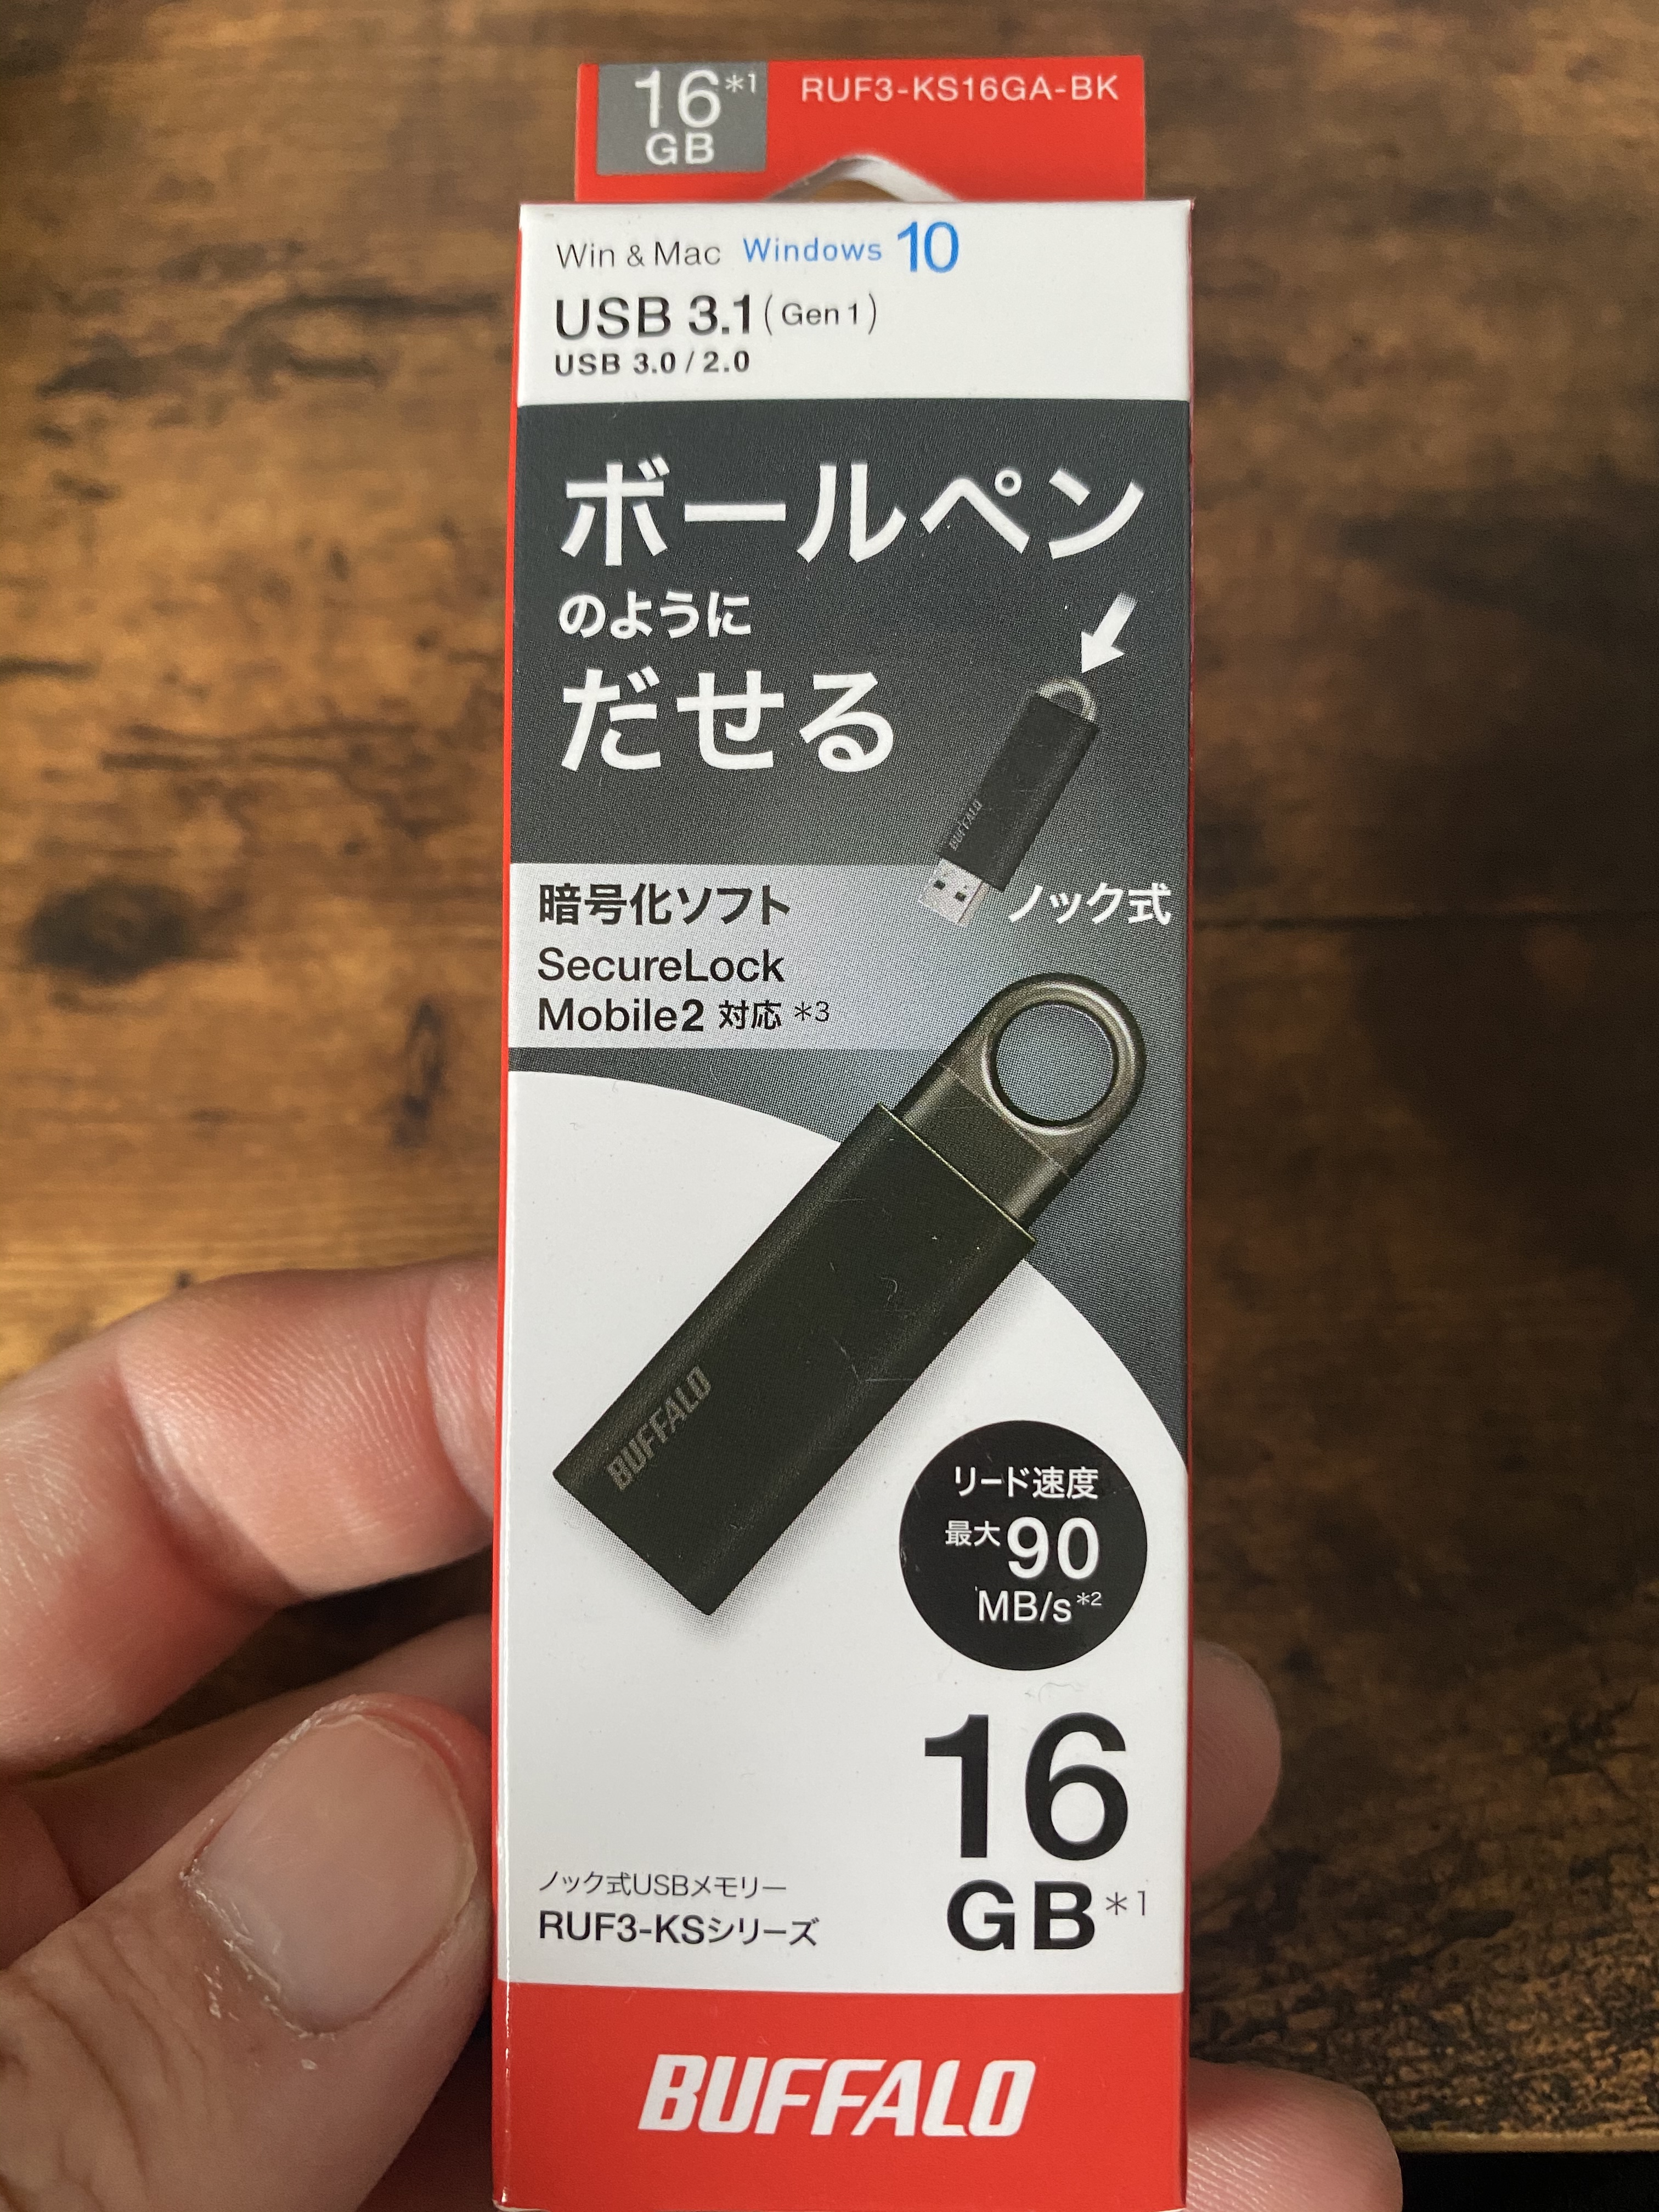 16*1
GB
RUF3-KS16GA-BK
Win & Mac Windows 10
USB 3.1 (Gen 1)
USB 3.0 / 2.0
ボールペン
のように
だせる
BUFFALO
ノック式
暗号化ソフト
SecureLock
Mobile2 対応 *3
BUFFALO
リード速度
最大90
MB/s*2
16
GB*1
ノック式USBメモリー
RUF3-KSシリーズ
BUFFALO